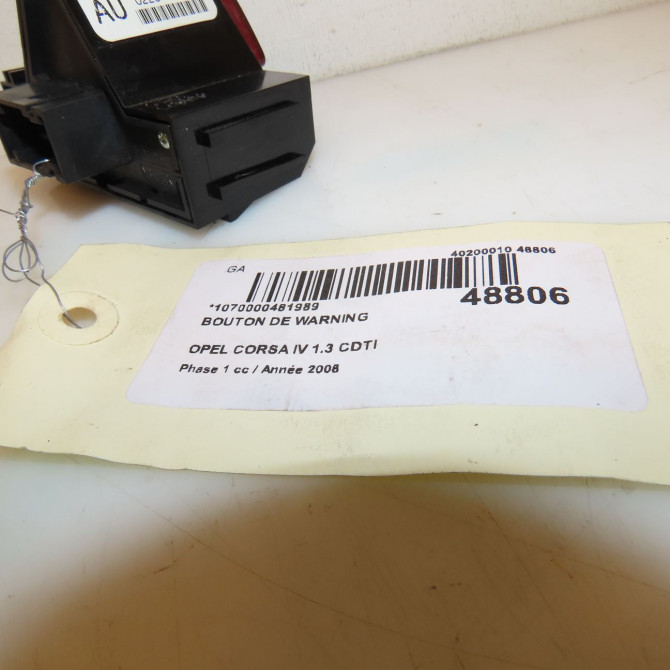 AU
GA
40200010 48806
48806
*1070000481989
BOUTON DE WARNING
OPEL CORSA IV 1.3 CDTI
Phase 1 cc / Année 2008